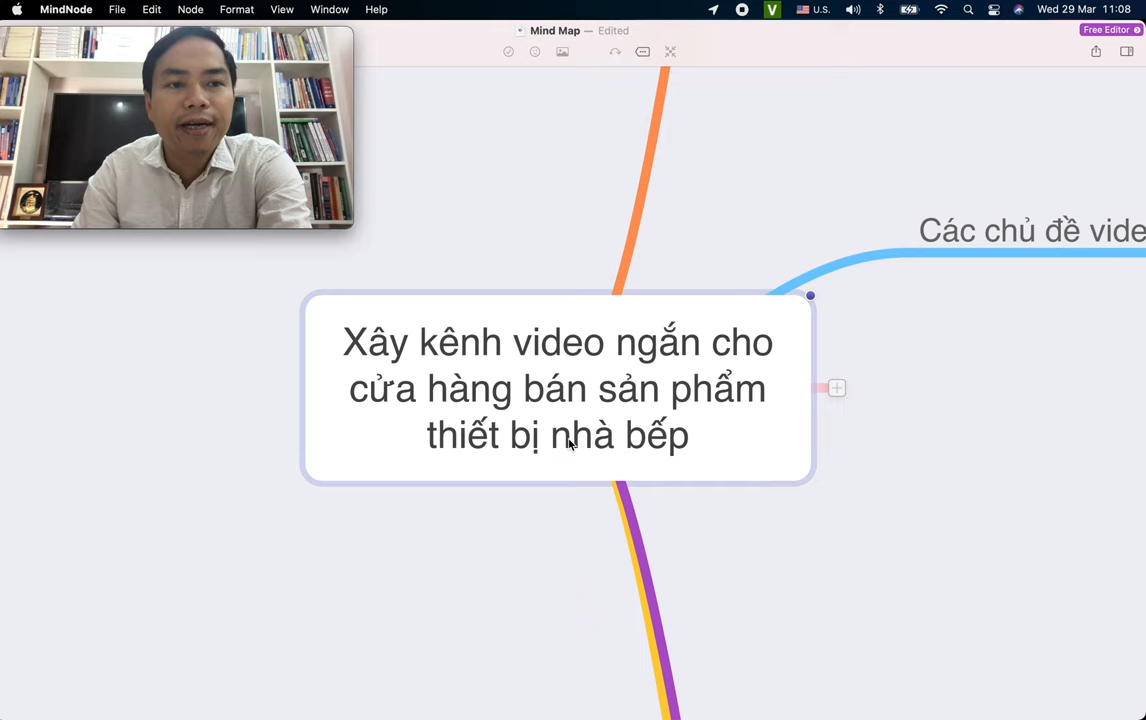 MindNode File Edit Node Format View Window Help
V U.S. Wed 29 Mar 11:08
Mind Map — Edited
Free Editor
Các chủ đề vide
Xây kênh video ngắn cho
cửa hàng bán sản phẩm
thiết bị nhà bếp